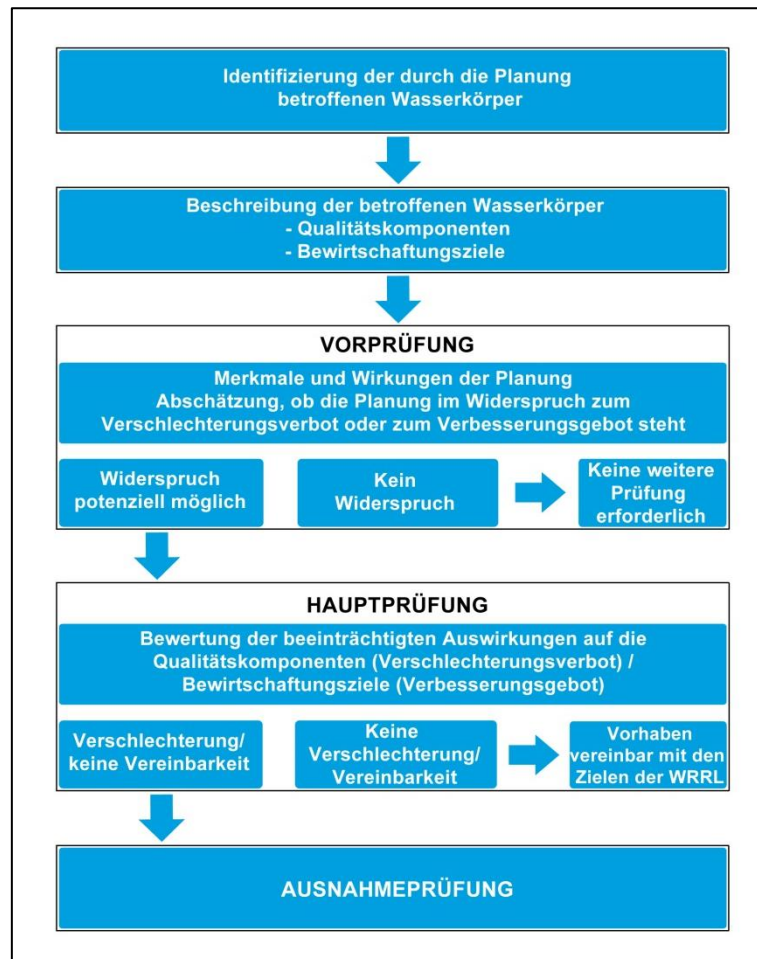 Identifizierung der durch die Planung
betroffenen Wasserkörper
Beschreibung der betroffenen Wasserkörper
- Qualitätskomponenten
- Bewirtschaftungsziele
VORPRÜFUNG
Merkmale und Wirkungen der Planung
Abschätzung, ob die Planung im Widerspruch zum
Verschlechterungsverbot oder zum Verbesserungsgebot steht
Widerspruch
potenziell möglich
Kein
Widerspruch
Keine weitere
Prüfung
erforderlich
HAUPTPRÜFUNG
Bewertung der beeinträchtigten Auswirkungen auf die
Qualitätskomponenten (Verschlechterungsverbot) /
Bewirtschaftungsziele (Verbesserungsgebot)
Verschlechterung/
keine Vereinbarkeit
Keine
Verschlechterung/
Vereinbarkeit
Vorhaben
vereinbar mit den
Zielen der WRRL
AUSNAHMEPRÜFUNG